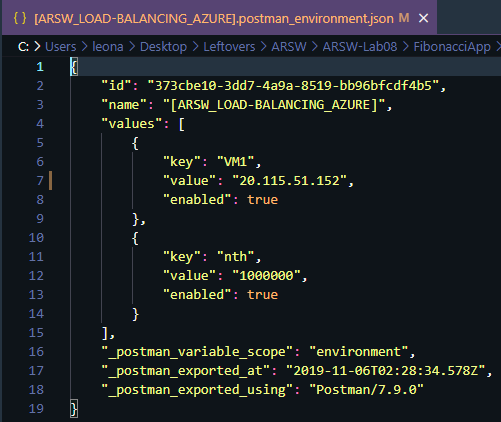 { } [ARSW_LOAD-BALANCING_AZURE].postman_environment.json M ×
C: > Users > leona > Desktop > Leftovers > ARSW > ARSW-Lab08 > FibonacciApp >
1 {
2 "id": "373cbe10-3dd7-4a9a-8519-bb96bfcdf4b5",
3 "name": "[ARSW_LOAD-BALANCING_AZURE]",
4 "values": [
5 {
6 "key": "VM1",
7 "value": "20.115.51.152",
8 "enabled": true
9 },
10 {
11 "key": "nth",
12 "value": "1000000",
13 "enabled": true
14 }
15 ],
16 "_postman_variable_scope": "environment",
17 "_postman_exported_at": "2019-11-06T02:28:34.578Z",
18 "_postman_exported_using": "Postman/7.9.0"
19 }